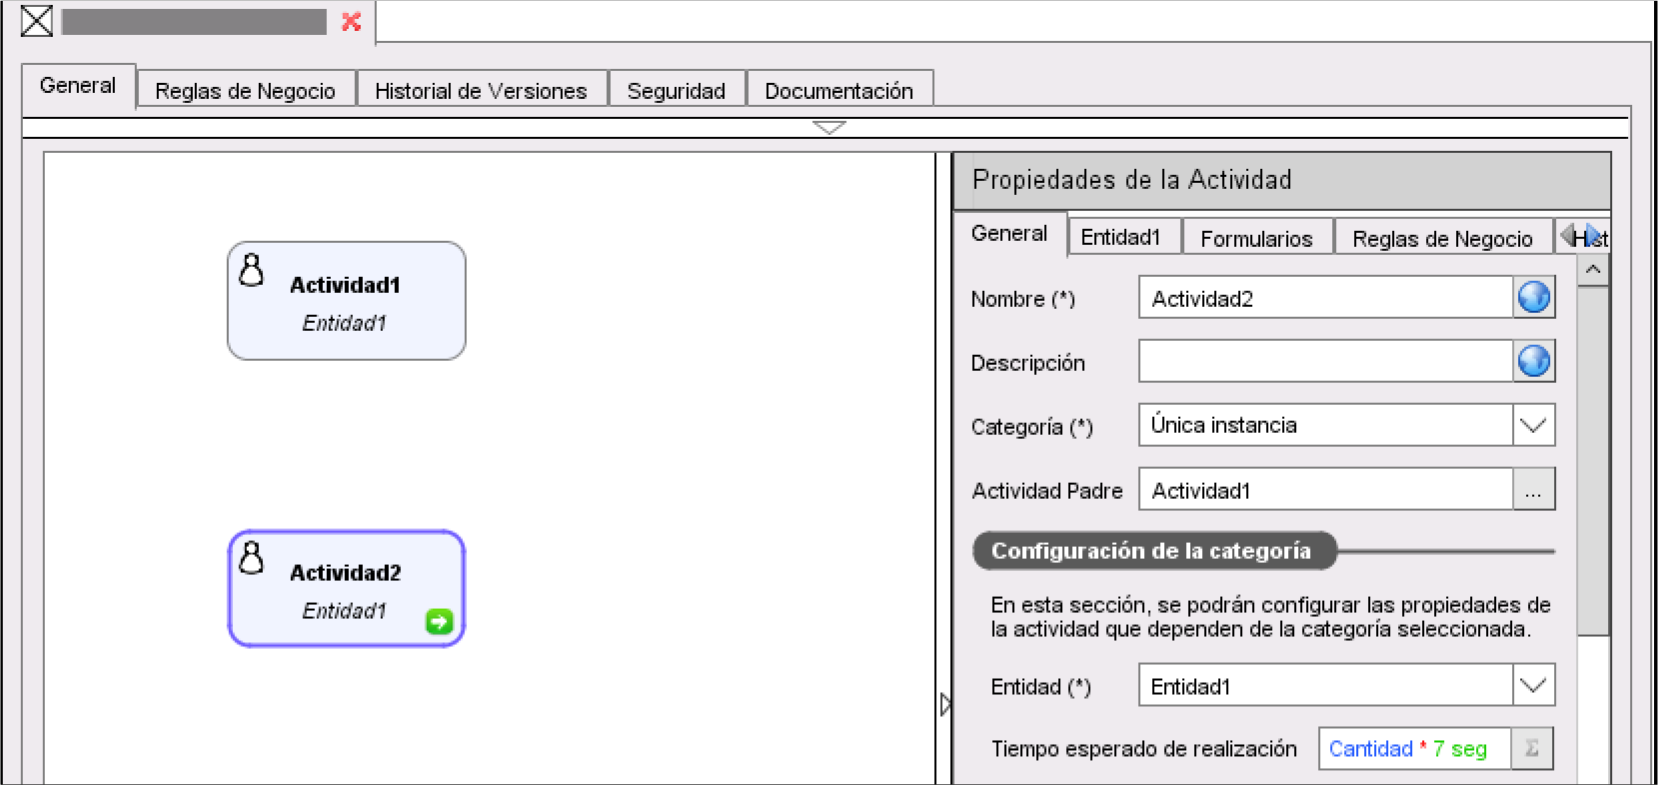 General
Reglas de Negocio
Historial de Versiones
Seguridad
Documentación
Actividad1
Entidad1
Actividad2
Entidad1
Propiedades de la Actividad
General
Entidad1
Formularios
Reglas de Negocio
Nombre (*)
Actividad2
Descripción
Categoría (*)
Única instancia
Actividad Padre
Actividad1
...
Configuración de la categoría
En esta sección, se podrán configurar las propiedades de
la actividad que dependen de la categoría seleccionada.
Entidad (*)
Entidad1
Tiempo esperado de realización
Cantidad * 7 seg
Σ